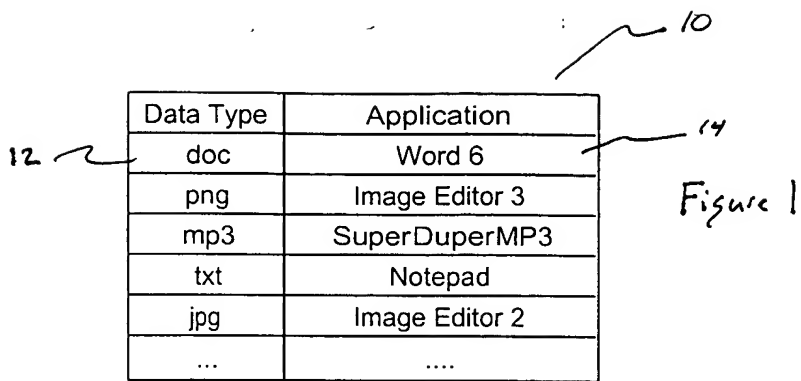 10
Data Type Application
12 doc Word 6 14
png Image Editor 3
Figure 1
mp3 SuperDuperMP3
txt Notepad
jpg Image Editor 2
... ....